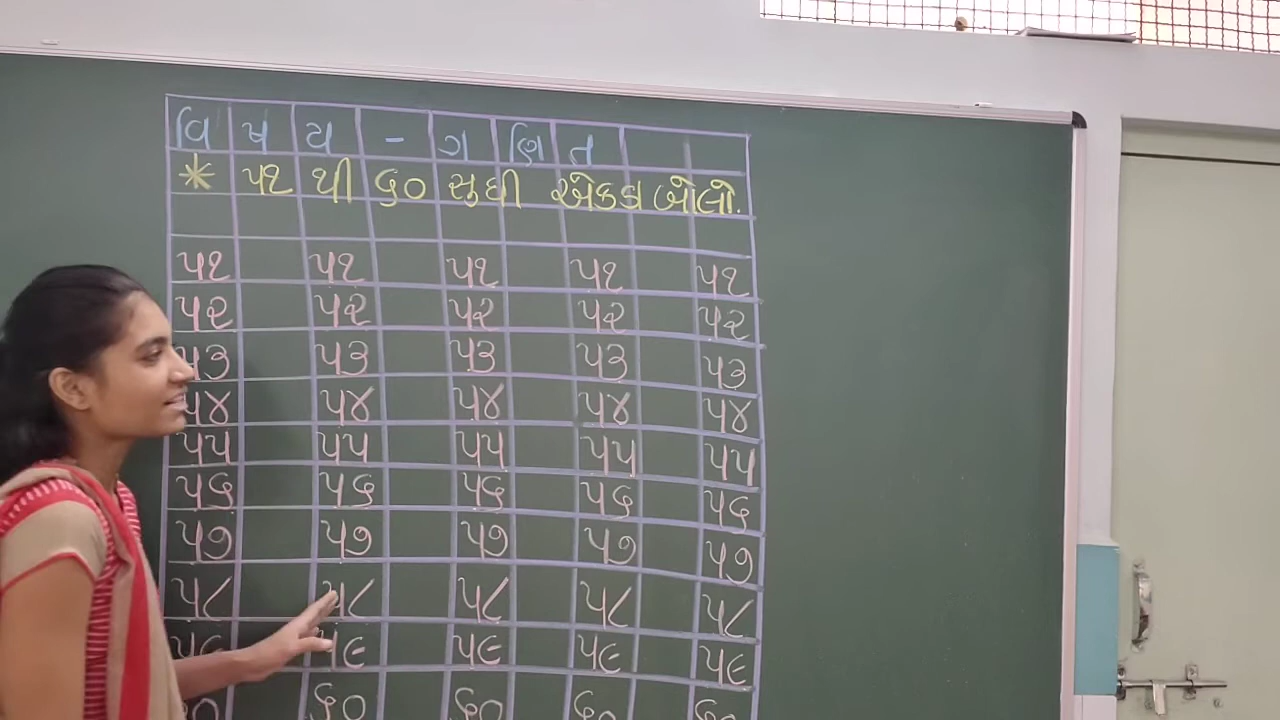 વિષય - ગણિત
* ૫૧ થી ૬૦ સુધી એકડા બોલો.
૫૧ ૫૧ ૫૧ ૫૧ ૫૧
૫૨ ૫૨ ૫૨ ૫૨ ૫૨
૫૩ ૫૩ ૫૩ ૫૩ ૫૩
૫૪ ૫૪ ૫૪ ૫૪ ૫૪
૫૫ ૫૫ ૫૫ ૫૫ ૫૫
૫૬ ૫૬ ૫૬ ૫૬ ૫૬
૫૭ ૫૭ ૫૭ ૫૭ ૫૭
૫૮ ૫૮ ૫૮ ૫૮ ૫૮
૫૯ ૫૯ ૫૯ ૫૯ ૫૯
૬૦ ૬૦ ૬૦ ૬૦